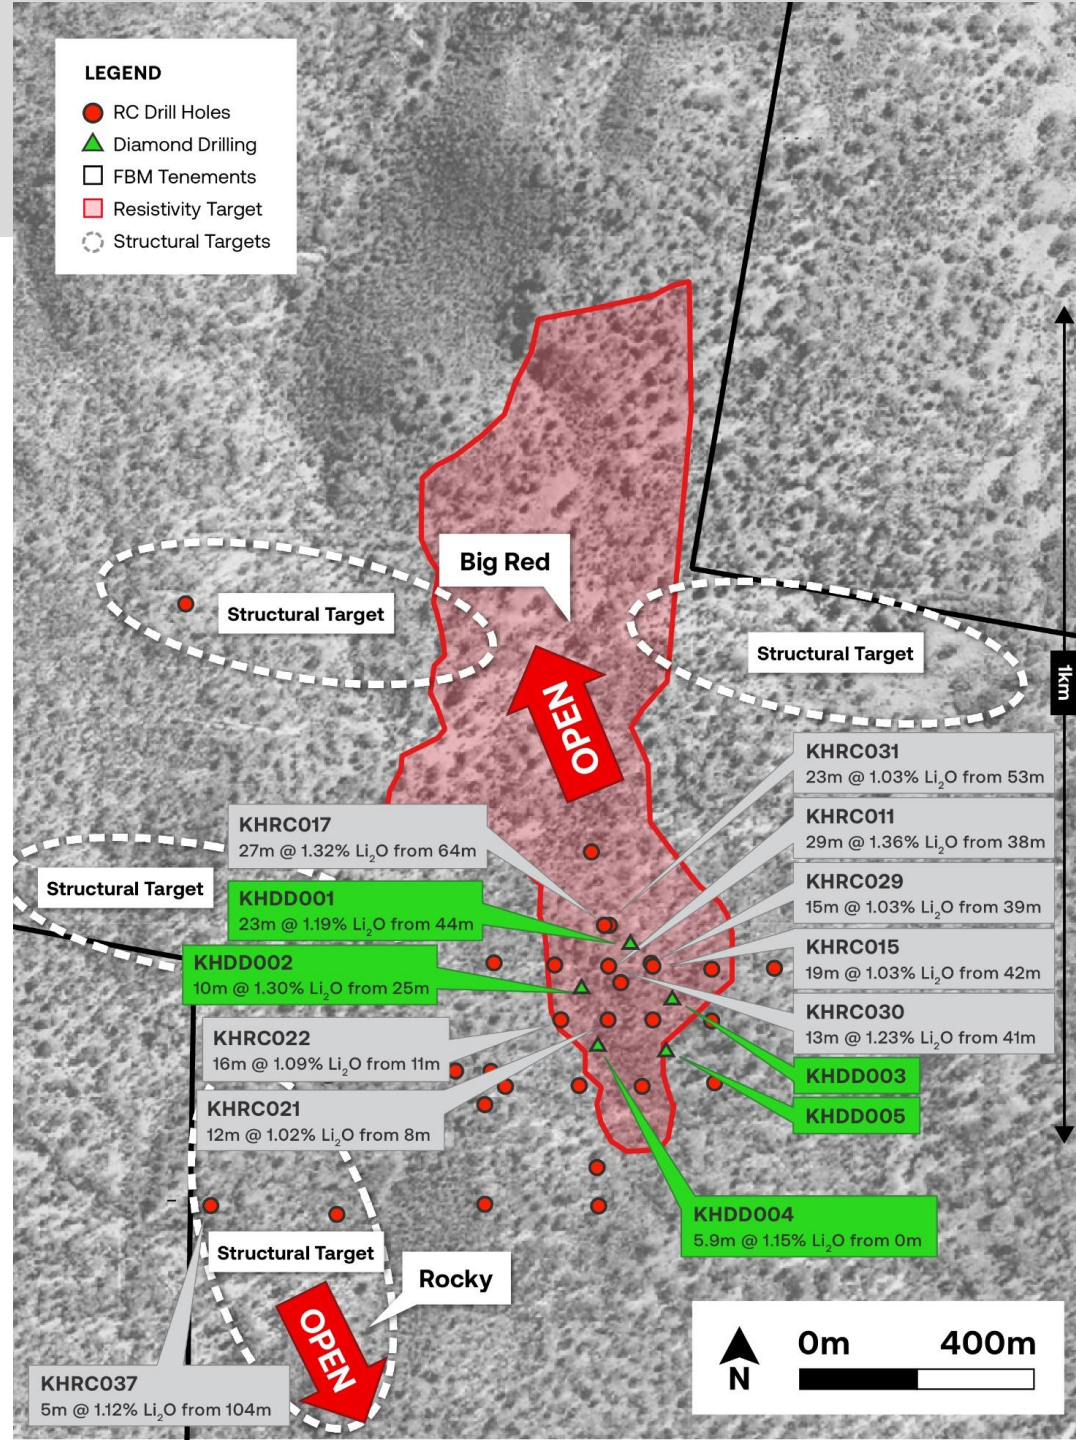 LEGEND
RC Drill Holes
Diamond Drilling
FBM Tenements
Resistivity Target
Structural Targets
Big Red
Structural Target
Structural Target
OPEN
1km
KHRC031
23m @ 1.03% Li₂O from 53m
KHRC017
27m @ 1.32% Li₂O from 64m
KHRC011
29m @ 1.36% Li₂O from 38m
Structural Target
KHDD001
23m @ 1.19% Li₂O from 44m
KHRC029
15m @ 1.03% Li₂O from 39m
KHDD002
10m @ 1.30% Li₂O from 25m
KHRC015
19m @ 1.03% Li₂O from 42m
KHRC030
13m @ 1.23% Li₂O from 41m
KHRC022
16m @ 1.09% Li₂O from 11m
KHDD003
KHRC021
12m @ 1.02% Li₂O from 8m
KHDD005
KHDD004
5.9m @ 1.15% Li₂O from 0m
Structural Target
Rocky
OPEN
KHRC037
5m @ 1.12% Li₂O from 104m
N
0m 400m